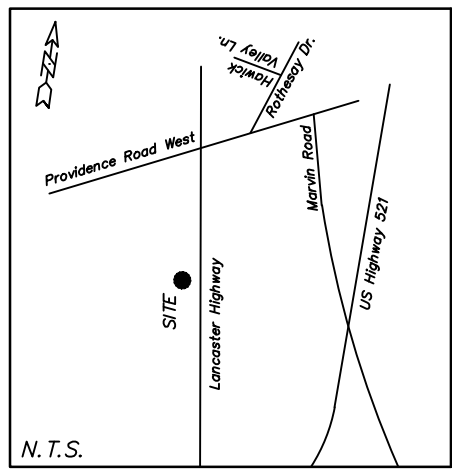 N
Hawick
Valley Ln.
Rothesay Dr.
Providence Road West
Marvin Road
US Highway 521
Lancaster Highway
SITE
N.T.S.